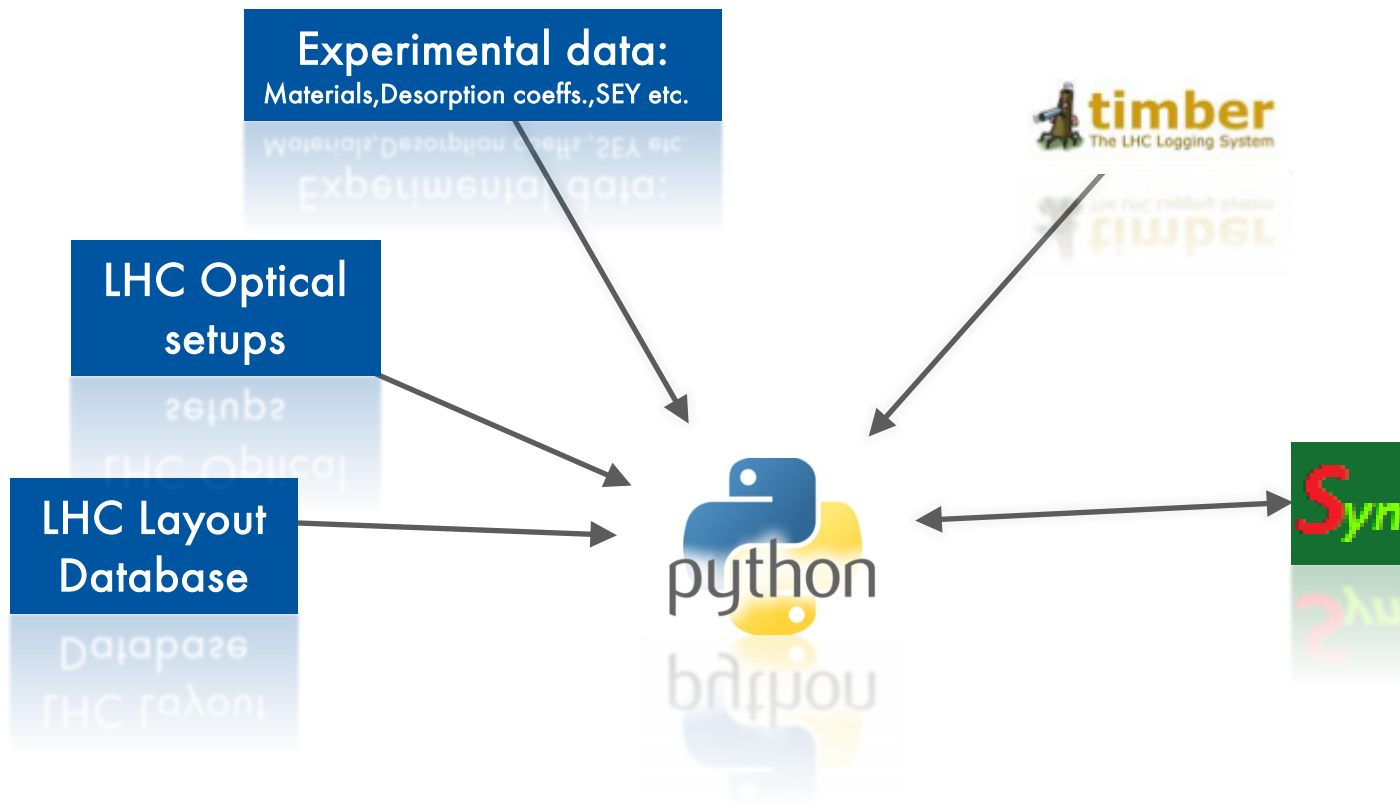 Experimental data:
Materials,Desorption coeffs.,SEY etc.
timber
The LHC Logging System
LHC Optical
setups
LHC Layout
Database
python
Syn